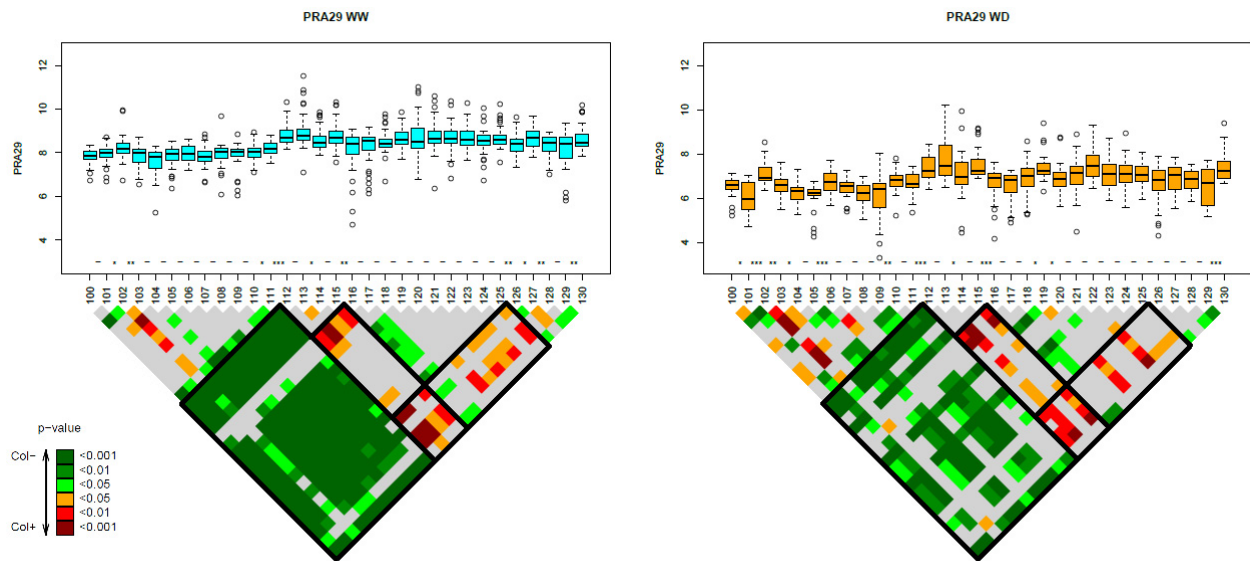 PRA29 WW
PRA29
12
10
8
6
4
– * ** – – – – – – – * *** – * – ** – – – – – – – – – ** * ** – **
100 101 102 103 104 105 106 107 108 109 110 111 112 113 114 115 116 117 118 119 120 121 122 123 124 125 126 127 128 129 130
PRA29 WD
PRA29
12
10
8
6
4
* *** ** * – *** – – – ** – *** – * – *** – – * * – – – – – – – – – ***
100 101 102 103 104 105 106 107 108 109 110 111 112 113 114 115 116 117 118 119 120 121 122 123 124 125 126 127 128 129 130
p-value
Col- <0.001
<0.01
<0.05
<0.05
<0.01
Col+ <0.001